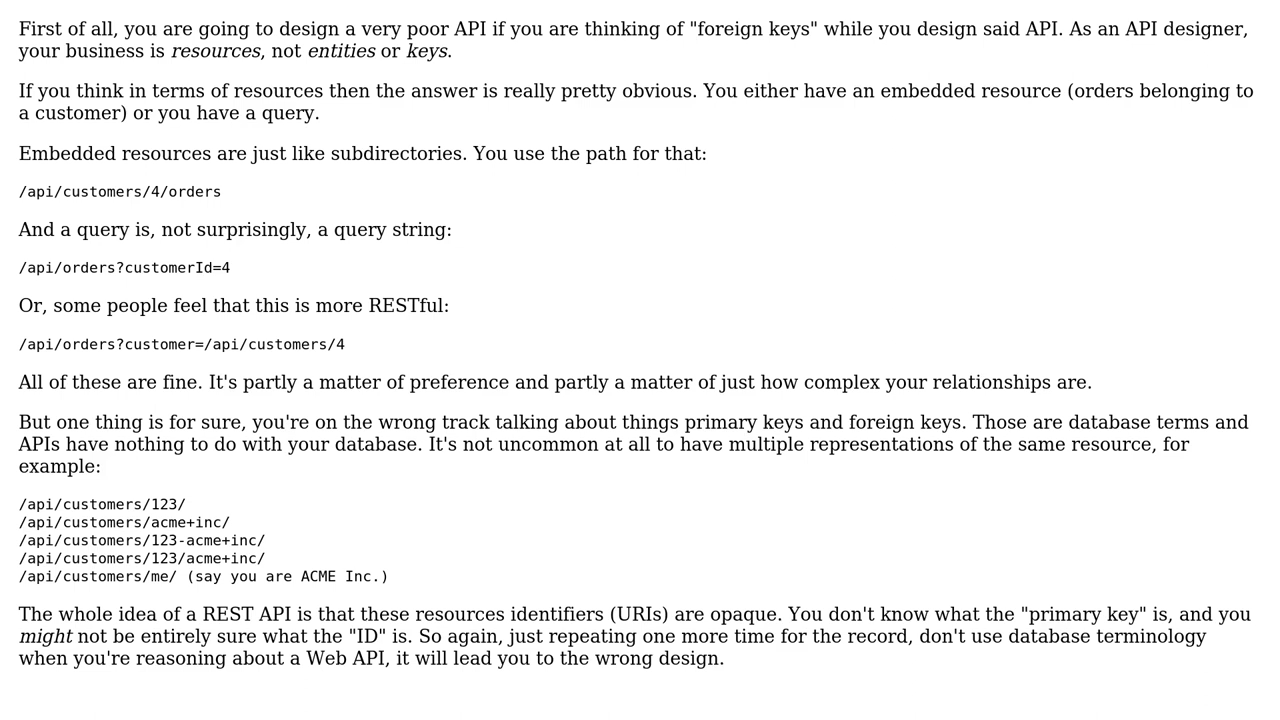 First of all, you are going to design a very poor API if you are thinking of "foreign keys" while you design said API. As an API designer,
your business is resources, not entities or keys.
If you think in terms of resources then the answer is really pretty obvious. You either have an embedded resource (orders belonging to
a customer) or you have a query.
Embedded resources are just like subdirectories. You use the path for that:
/api/customers/4/orders
And a query is, not surprisingly, a query string:
/api/orders?customerId=4
Or, some people feel that this is more RESTful:
/api/orders?customer=/api/customers/4
All of these are fine. It's partly a matter of preference and partly a matter of just how complex your relationships are.
But one thing is for sure, you're on the wrong track talking about things primary keys and foreign keys. Those are database terms and
APIs have nothing to do with your database. It's not uncommon at all to have multiple representations of the same resource, for
example:
/api/customers/123/
/api/customers/acme+inc/
/api/customers/123-acme+inc/
/api/customers/123/acme+inc/
/api/customers/me/ (say you are ACME Inc.)
The whole idea of a REST API is that these resources identifiers (URIs) are opaque. You don't know what the "primary key" is, and you
might not be entirely sure what the "ID" is. So again, just repeating one more time for the record, don't use database terminology
when you're reasoning about a Web API, it will lead you to the wrong design.